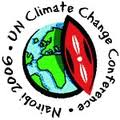 UN Climate Change Conference • Nairobi 2006 •